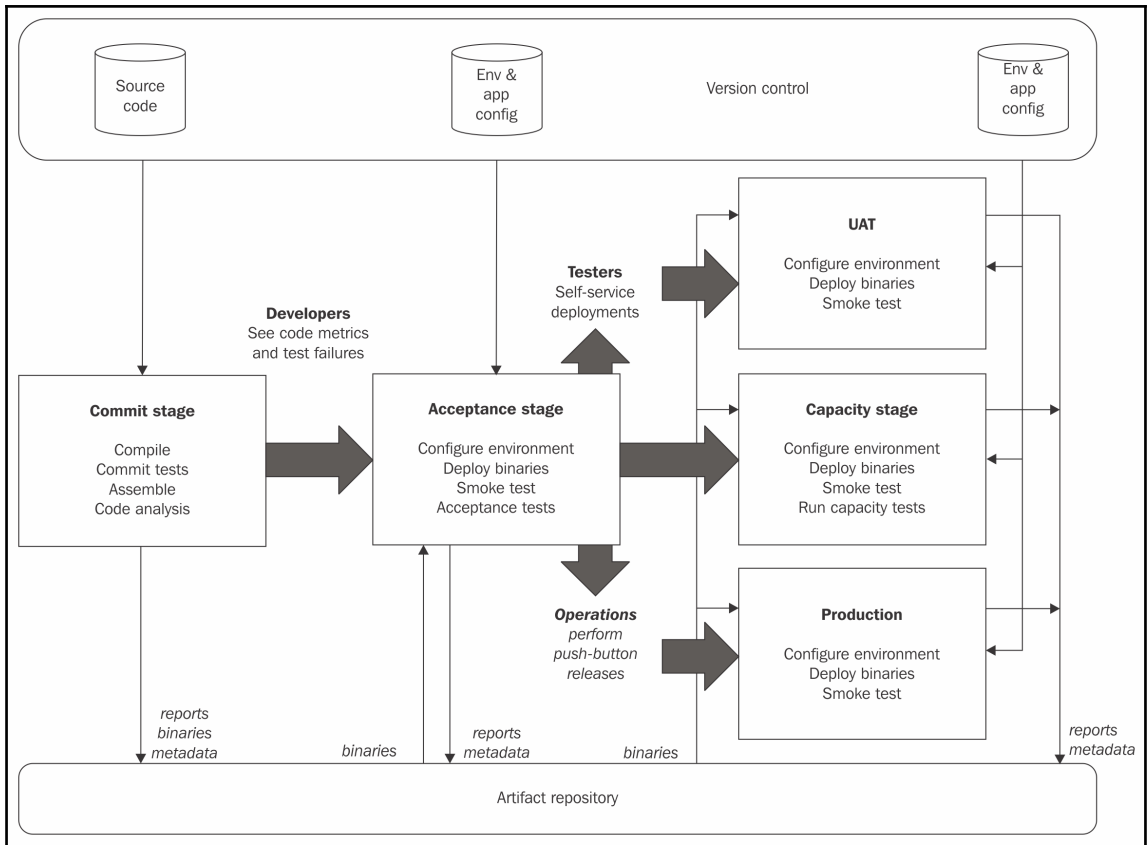 Source
code
Env &
app
config
Version control
Env &
app
config
UAT
Configure environment
Deploy binaries
Smoke test
Testers
Self-service
deployments
Developers
See code metrics
and test failures
Commit stage
Compile
Commit tests
Assemble
Code analysis
Acceptance stage
Configure environment
Deploy binaries
Smoke test
Acceptance tests
Capacity stage
Configure environment
Deploy binaries
Smoke test
Run capacity tests
Operations
perform
push-button
releases
Production
Configure environment
Deploy binaries
Smoke test
reports
binaries
metadata
binaries
reports
metadata
binaries
reports
metadata
Artifact repository